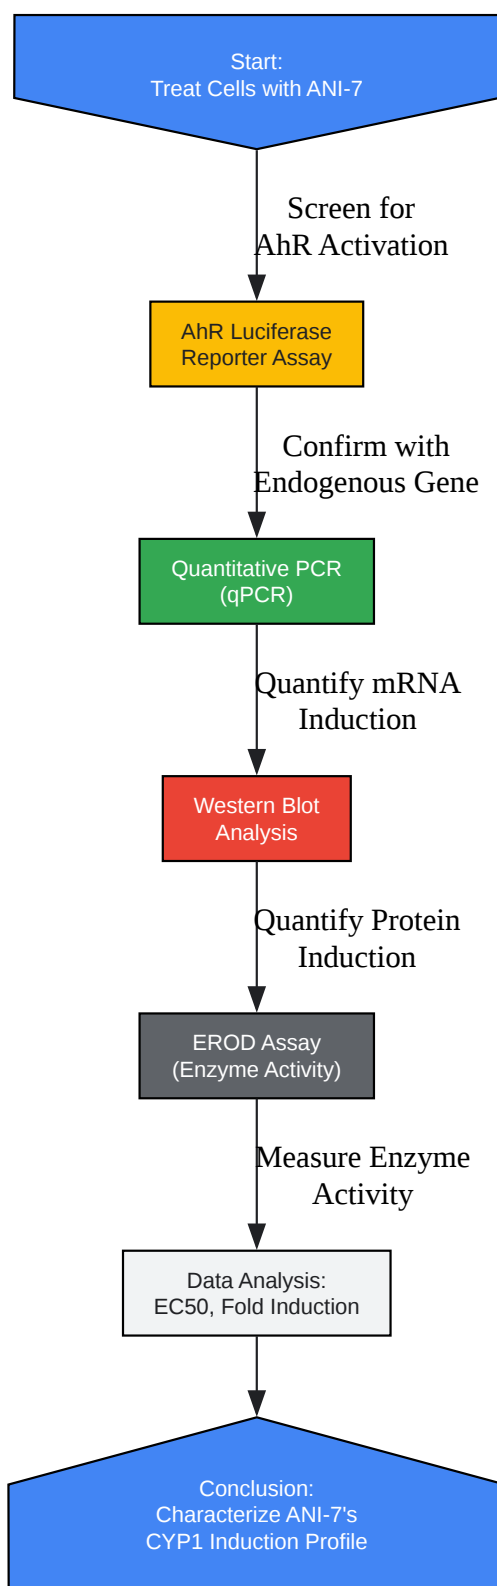 Start:
Treat Cells with ANI-7
Screen for
AhR Activation
AhR Luciferase
Reporter Assay
Confirm with
Endogenous Gene
Quantitative PCR
(qPCR)
Quantify mRNA
Induction
Western Blot
Analysis
Quantify Protein
Induction
EROD Assay
(Enzyme Activity)
Measure Enzyme
Activity
Data Analysis:
EC50, Fold Induction
Conclusion:
Characterize ANI-7's
CYP1 Induction Profile